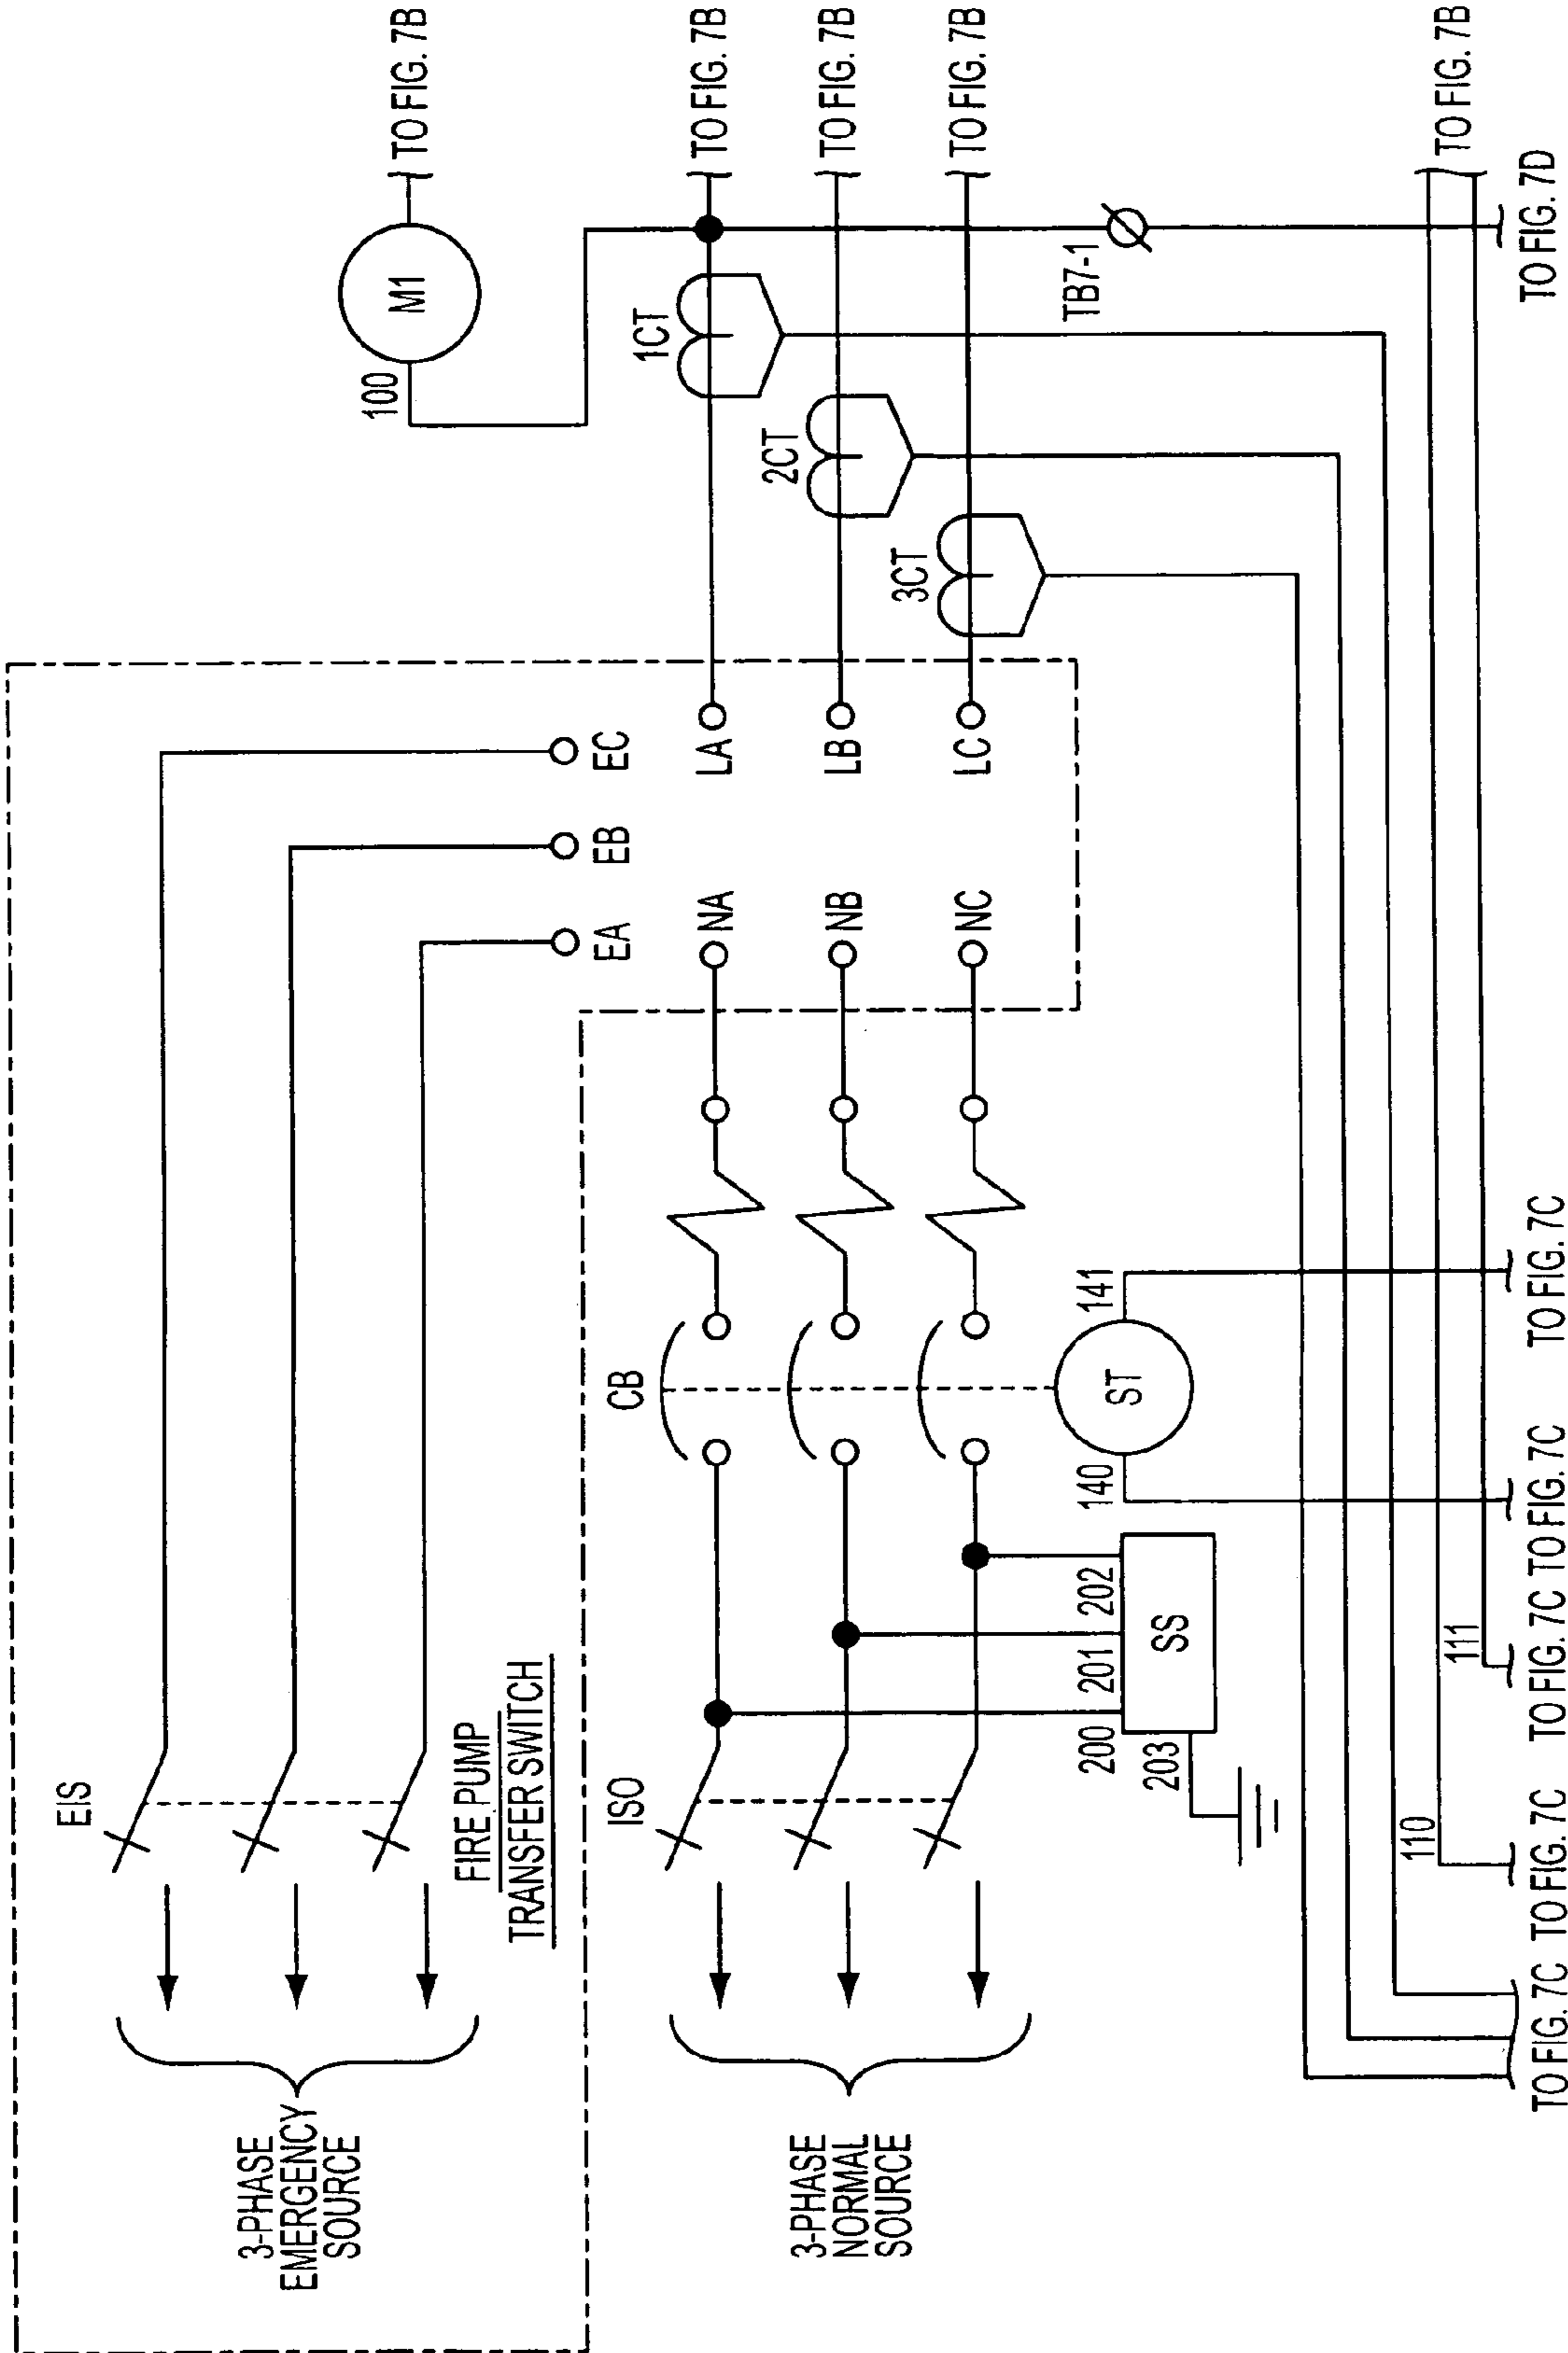 3-PHASE
EMERGENCY
SOURCE
EIS
FIRE PUMP
TRANSFER SWITCH
EA
EB
EC
M1
100
TO FIG. 7B
3-PHASE
NORMAL
SOURCE
ISO
CB
NA
NB
NC
LA
LB
LC
1CT
2CT
3CT
TO FIG. 7B
TO FIG. 7B
TO FIG. 7B
200
201
202
203
SS
140
141
ST
TB7-1
110
111
TO FIG. 7B
TO FIG. 7C
TO FIG. 7C
TO FIG. 7C
TO FIG. 7C
TO FIG. 7C
TO FIG. 7D